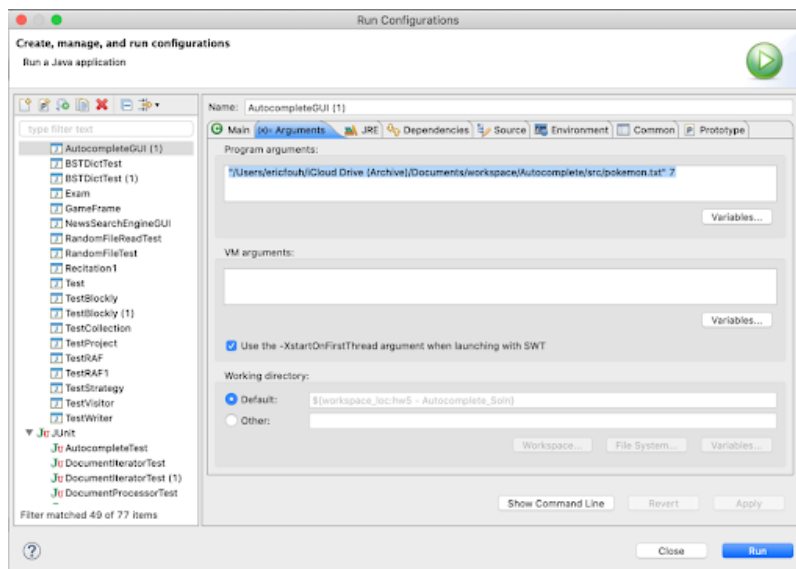 Run Configurations
Create, manage, and run configurations
Run a Java application
type filter text
AutocompleteGUI (1)
BSTDictTest
BSTDictTest (1)
Exam
GameFrame
NewsSearchEngineGUI
RandomFileReadTest
RandomFileTest
Recitation1
Test
TestBlockly
TestBlockly (1)
TestCollection
TestProject
TestRAF
TestRAF1
TestStrategy
TestVisitor
TestWriter
JUnit
AutocompleteTest
DocumentIteratorTest
DocumentIteratorTest (1)
DocumentProcessorTest
Filter matched 49 of 77 items
Name: AutocompleteGUI (1)
Main (x)= Arguments JRE Dependencies Source Environment Common Prototype
Program arguments:
"/Users/ericfouh/iCloud Drive (Archive)/Documents/workspace/Autocomplete/src/pokemon.txt" 7
Variables...
VM arguments:
Variables...
Use the -XstartOnFirstThread argument when launching with SWT
Working directory:
Default: ${workspace_loc:hw5 - Autocomplete_Soln}
Other:
Workspace... File System... Variables...
Show Command Line Revert Apply
Close Run